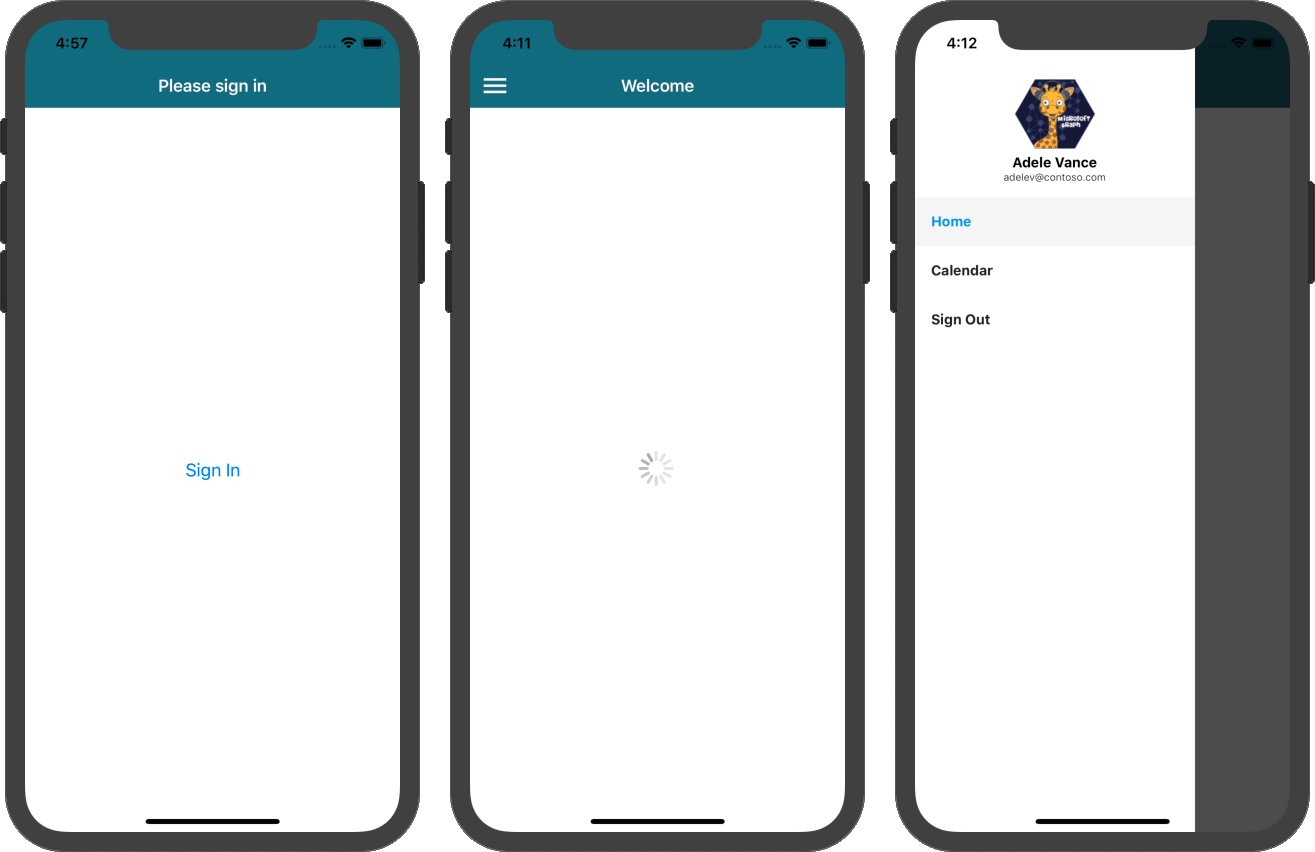 4:57
Please sign in
Sign In
4:11
Welcome
4:12
Microsoft
Graph
Adele Vance
adelev@contoso.com
Home
Calendar
Sign Out